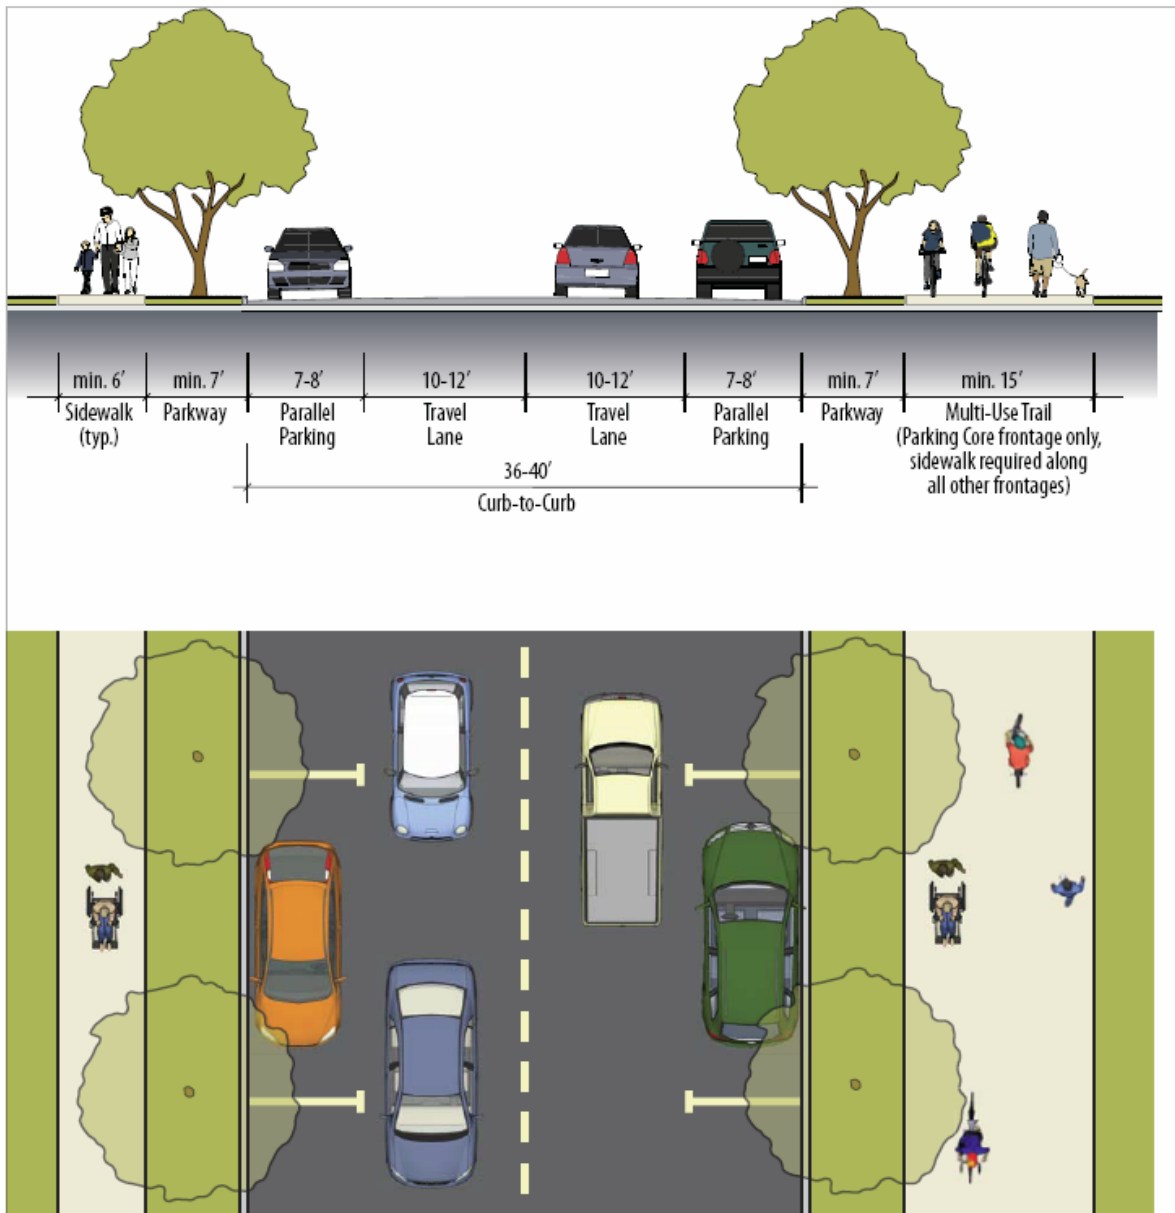 min. 6’
min. 7’
7-8’
10-12’
10-12’
7-8’
min. 7’
min. 15’
Sidewalk
(typ.)
Parkway
Parallel
Parking
Travel
Lane
Travel
Lane
Parallel
Parking
Parkway
Multi-Use Trail
(Parking Core frontage only,
sidewalk required along
all other frontages)
36-40’
Curb-to-Curb